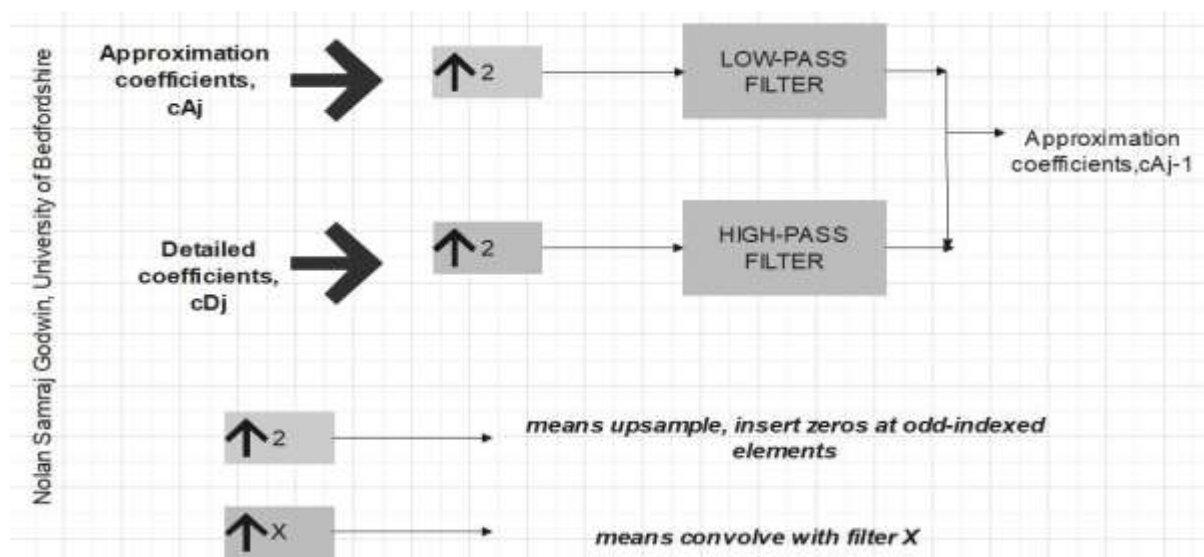 Nolan Samraj Godwin, University of Bedfordshire
Approximation
coefficients,
cAj
2
LOW-PASS
FILTER
Approximation
coefficients,cAj-1
Detailed
coefficients,
cDj
2
HIGH-PASS
FILTER
2
means upsample, insert zeros at odd-indexed
elements
X
means convolve with filter X